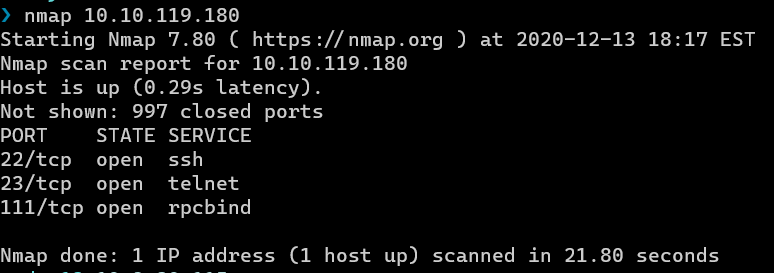 ❯ nmap 10.10.119.180
Starting Nmap 7.80 ( https://nmap.org ) at 2020-12-13 18:17 EST
Nmap scan report for 10.10.119.180
Host is up (0.29s latency).
Not shown: 997 closed ports
PORT    STATE SERVICE
22/tcp  open  ssh
23/tcp  open  telnet
111/tcp open  rpcbind
Nmap done: 1 IP address (1 host up) scanned in 21.80 seconds